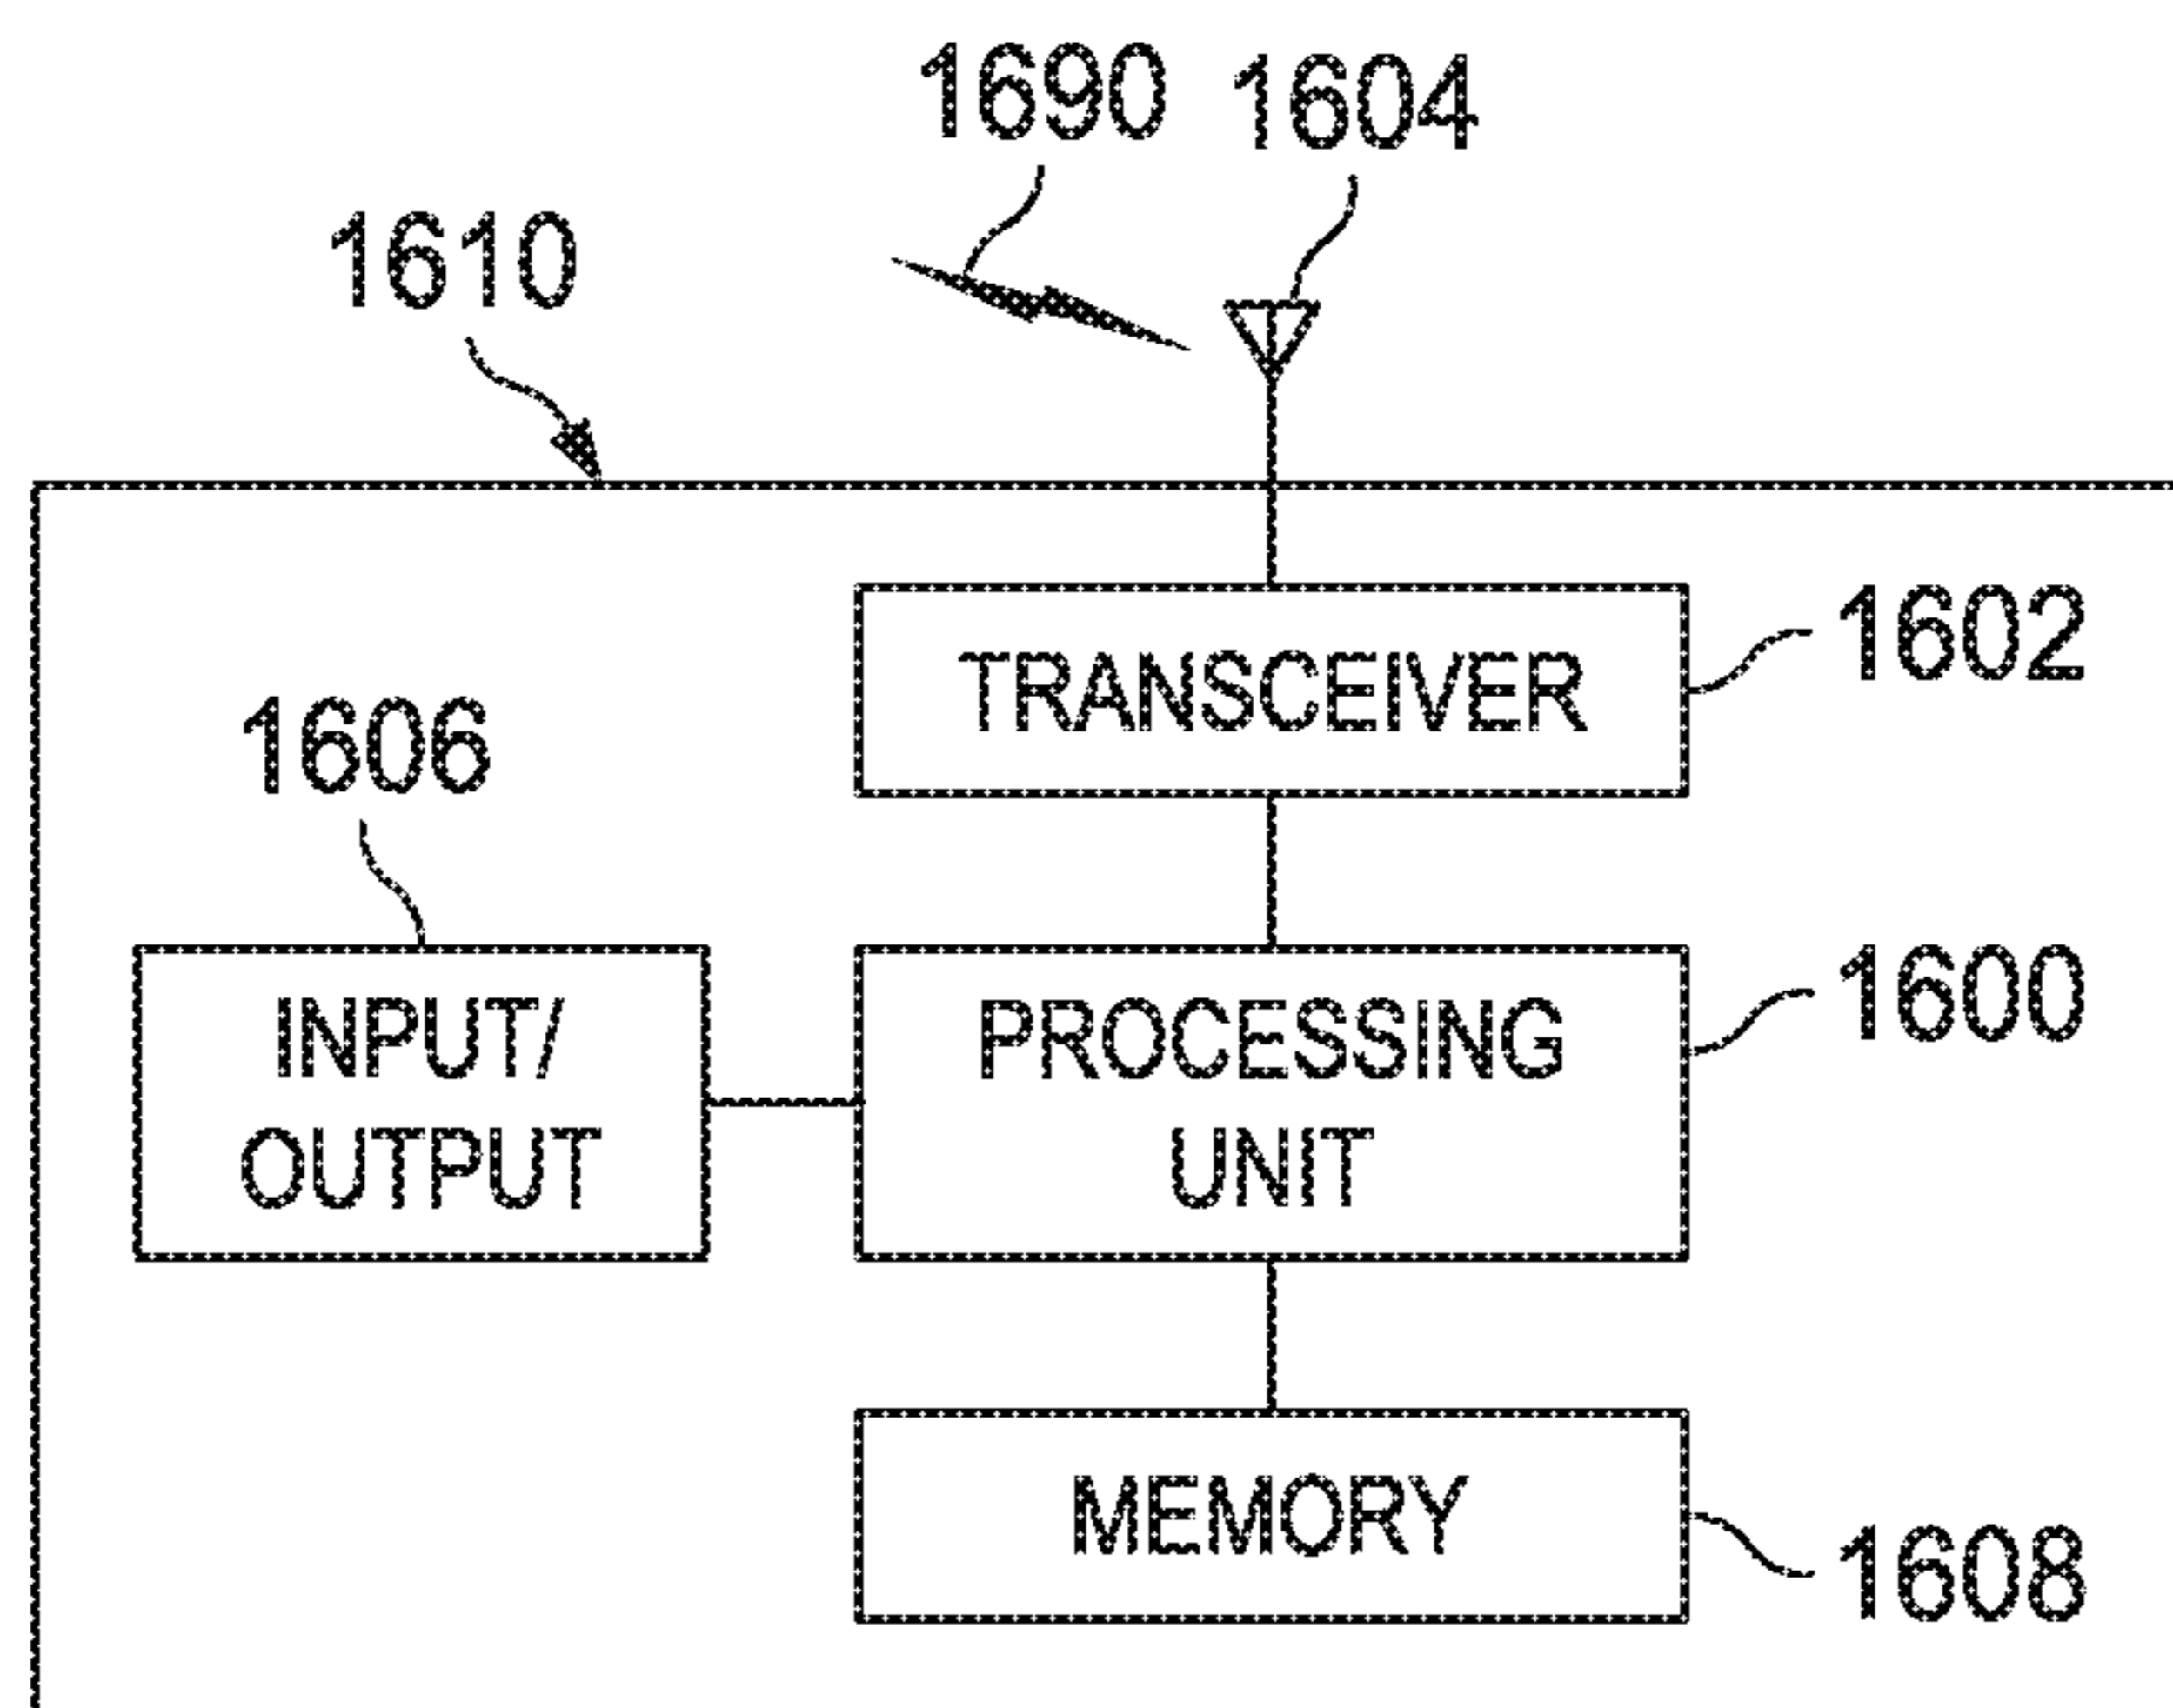 1690 1604
1610
TRANSCEIVER
1602
1606
INPUT/
OUTPUT
PROCESSING
UNIT
1600
MEMORY
1608